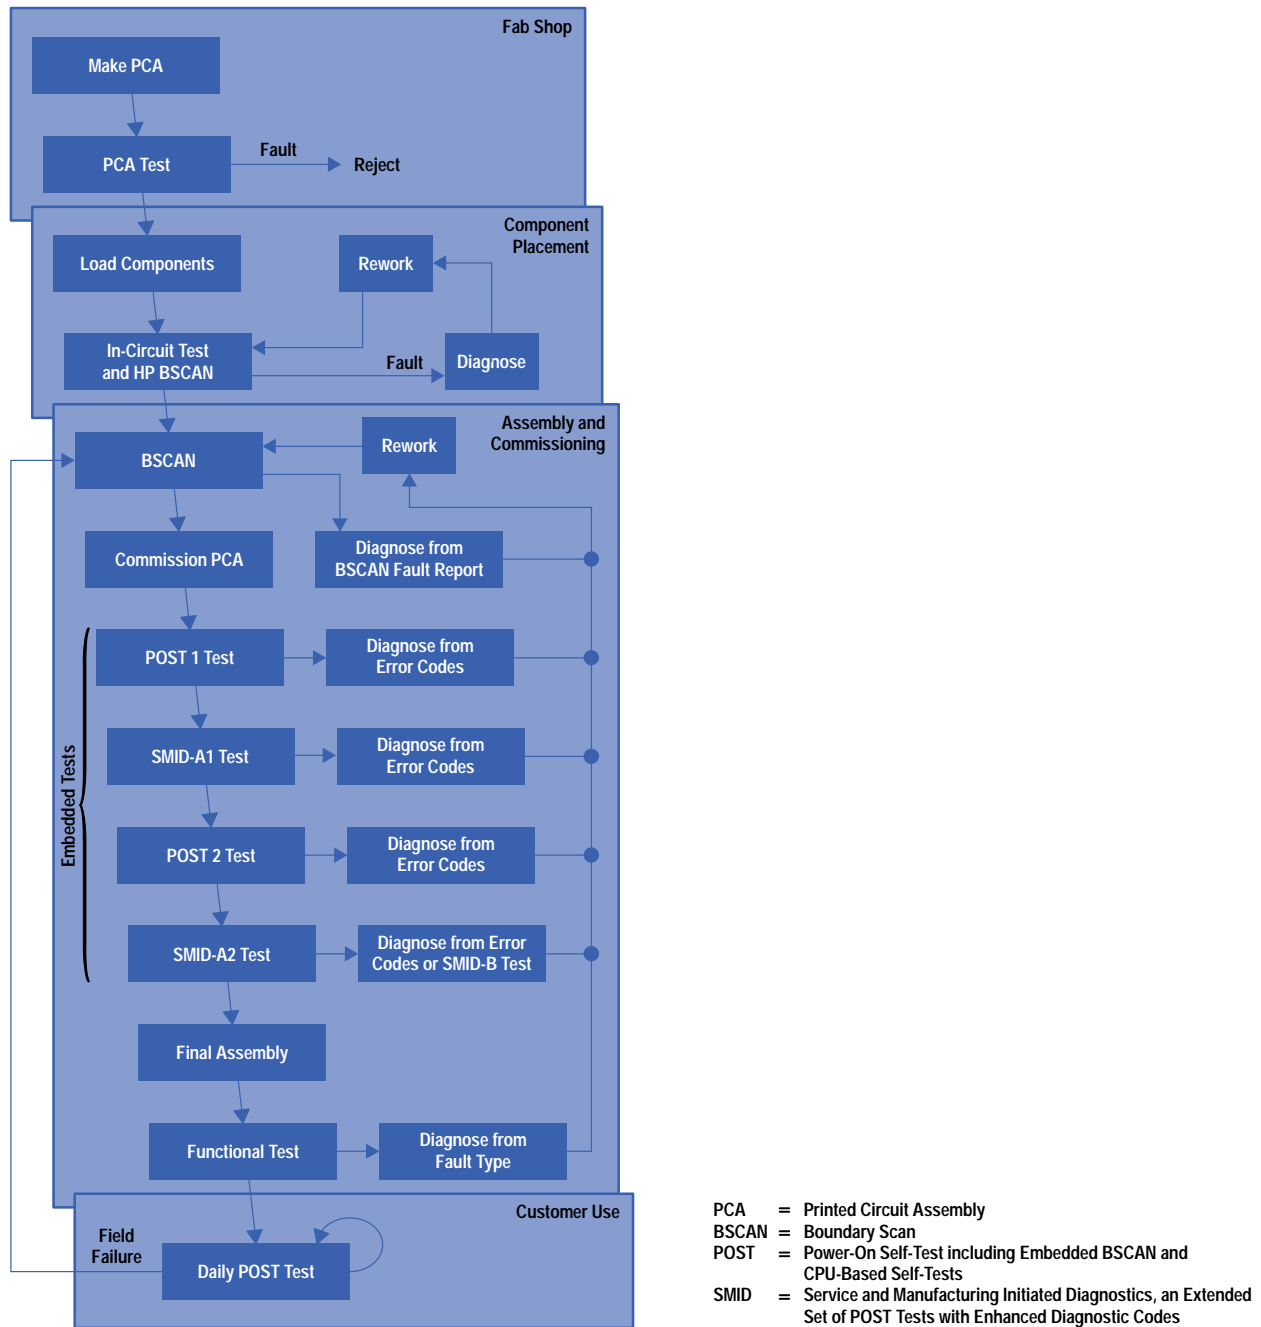 Fab Shop
Make PCA
PCA Test
Fault
Reject
Component
Placement
Load Components
Rework
In-Circuit Test
and HP BSCAN
Fault
Diagnose
Assembly and
Commissioning
Rework
BSCAN
Commission PCA
Diagnose from
BSCAN Fault Report
Embedded Tests
POST 1 Test
Diagnose from
Error Codes
SMID-A1 Test
Diagnose from
Error Codes
POST 2 Test
Diagnose from
Error Codes
SMID-A2 Test
Diagnose from Error
Codes or SMID-B Test
Final Assembly
Functional Test
Diagnose from
Fault Type
Customer Use
Field
Failure
Daily POST Test
PCA = Printed Circuit Assembly
BSCAN = Boundary Scan
POST = Power-On Self-Test including Embedded BSCAN and
CPU-Based Self-Tests
SMID = Service and Manufacturing Initiated Diagnostics, an Extended
Set of POST Tests with Enhanced Diagnostic Codes